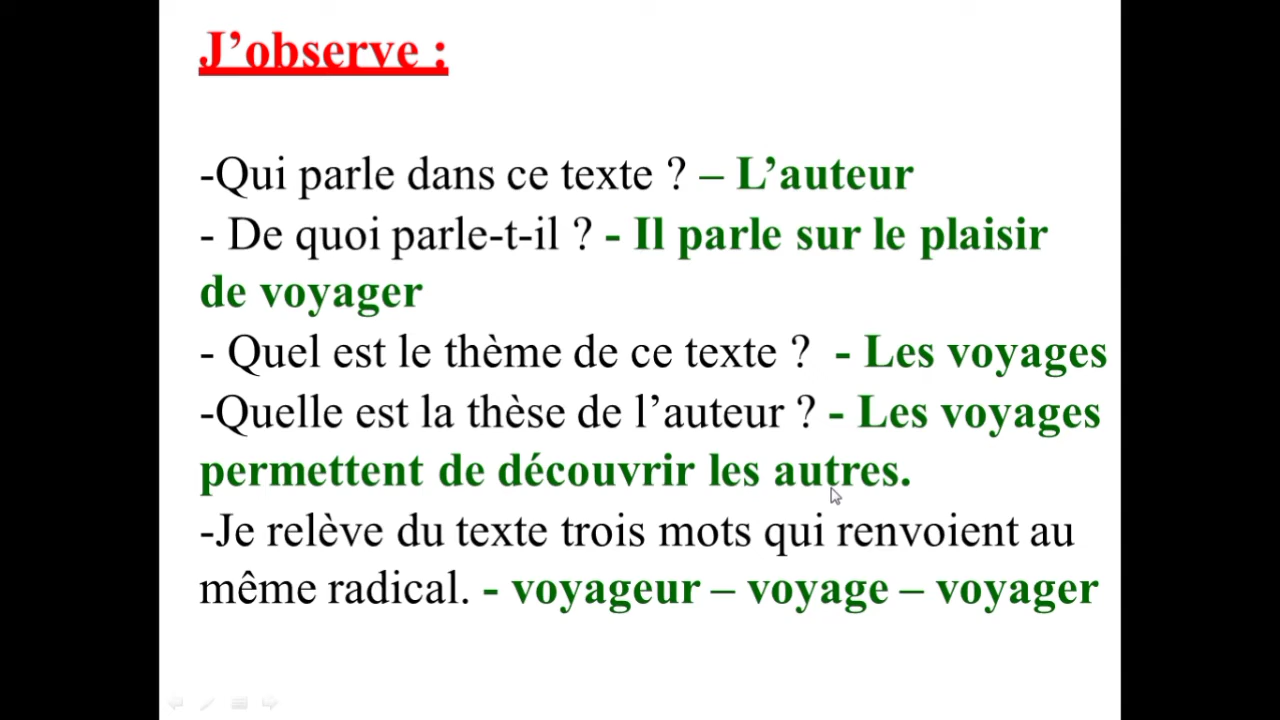 J’observe :
-Qui parle dans ce texte ? – L’auteur
- De quoi parle-t-il ? - Il parle sur le plaisir
de voyager
- Quel est le thème de ce texte ?  - Les voyages
-Quelle est la thèse de l’auteur ? - Les voyages
permettent de découvrir les autres.
-Je relève du texte trois mots qui renvoient au
même radical. - voyageur – voyage – voyager